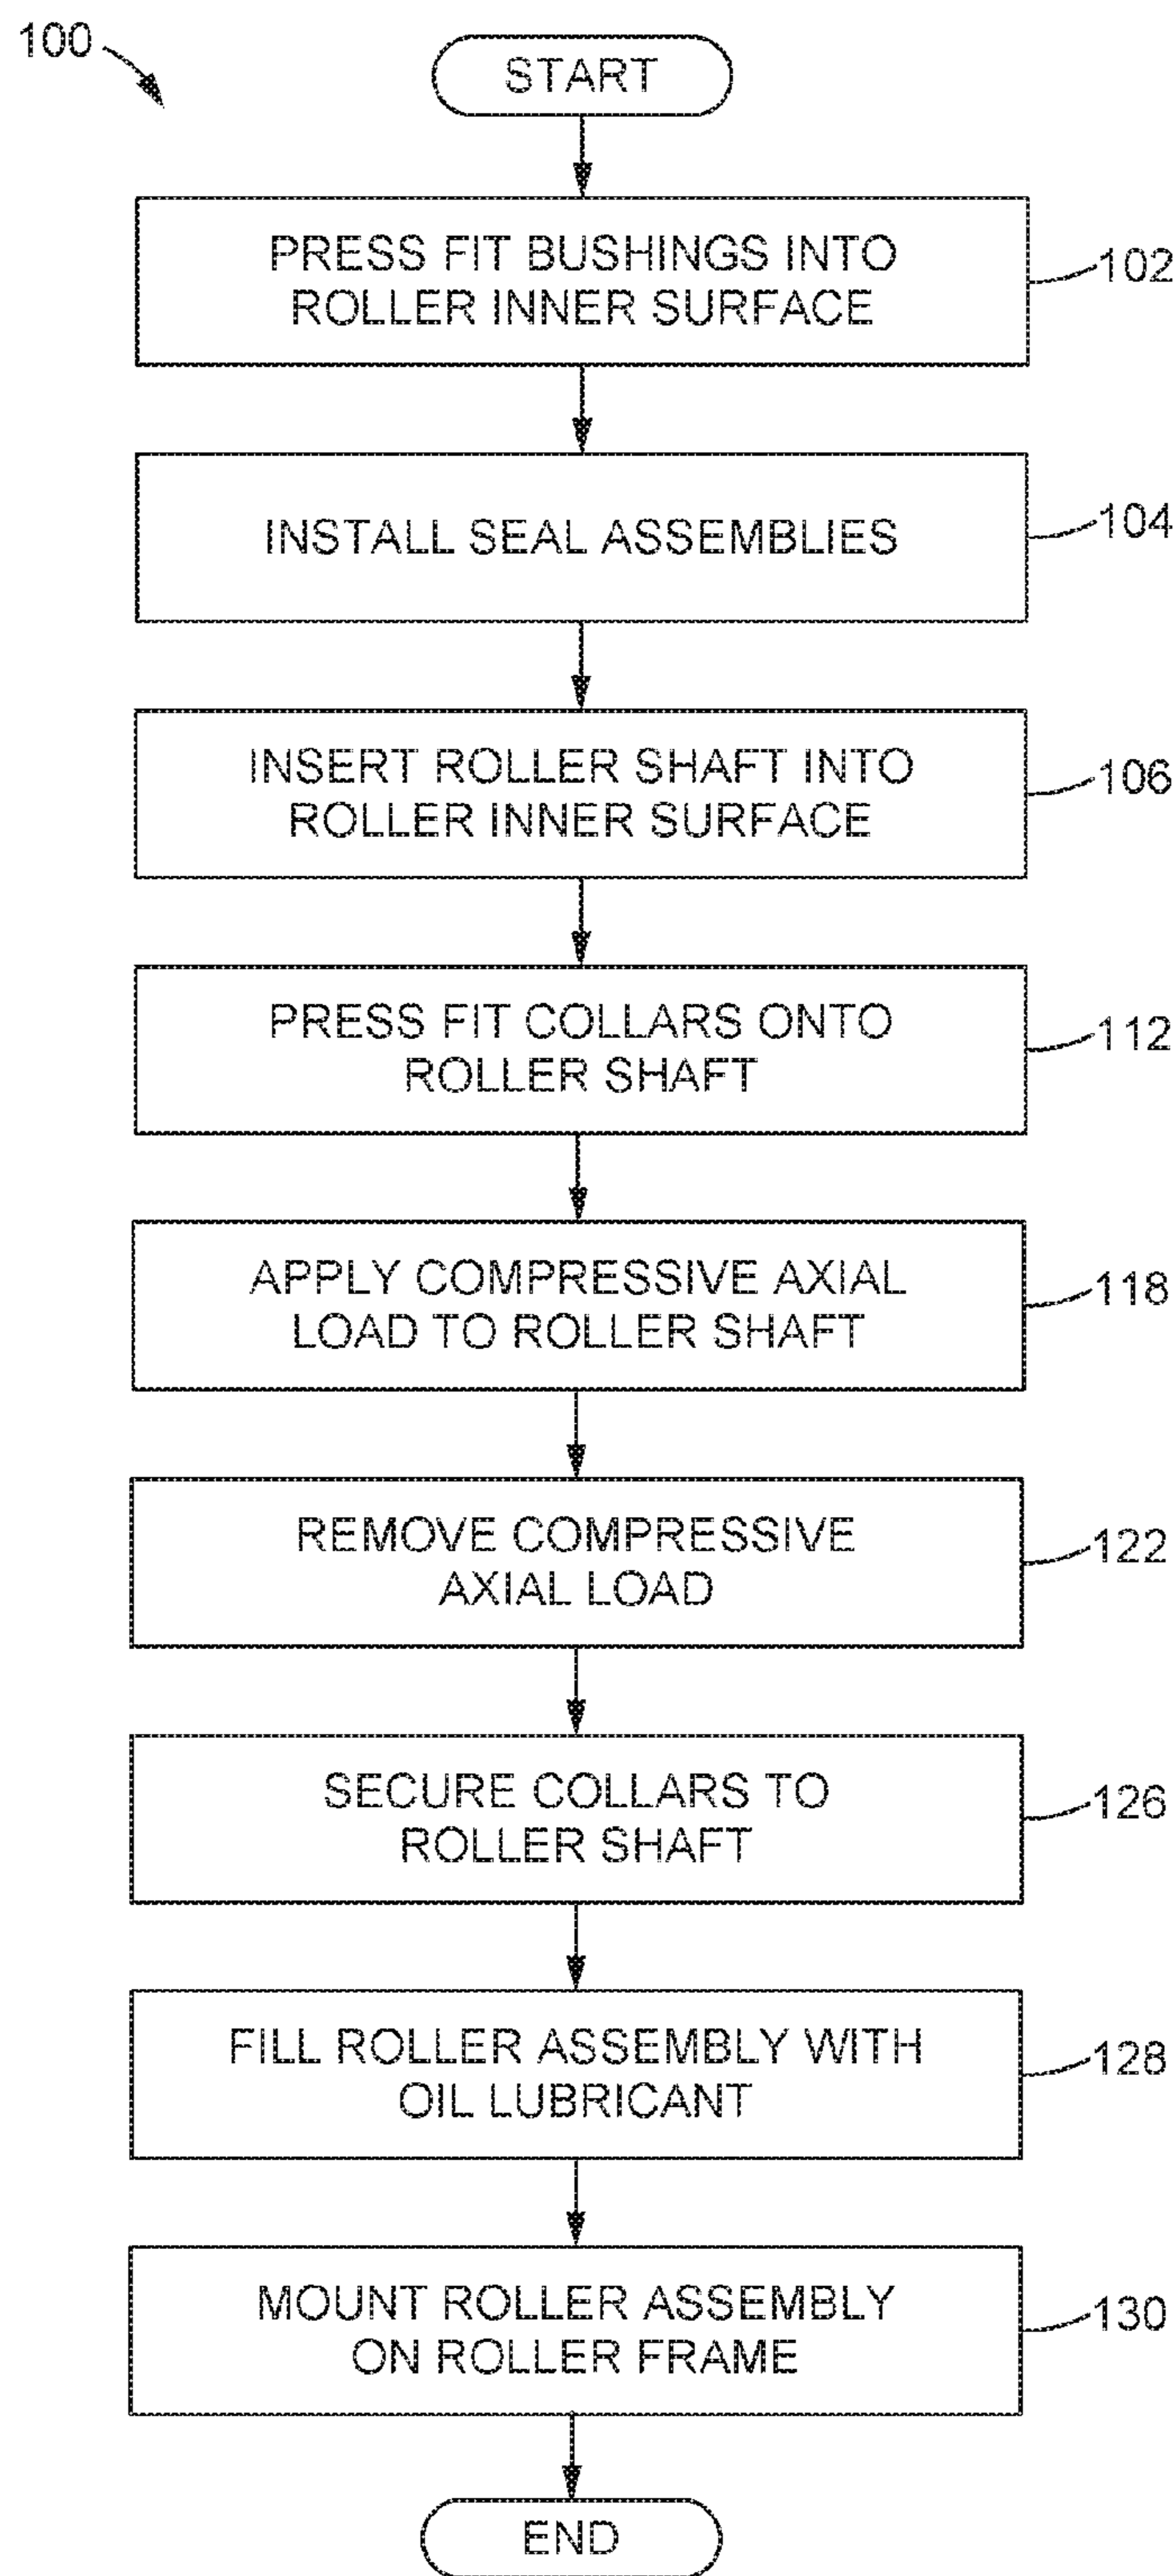 100
START
PRESS FIT BUSHINGS INTO
ROLLER INNER SURFACE
102
INSTALL SEAL ASSEMBLIES
104
INSERT ROLLER SHAFT INTO
ROLLER INNER SURFACE
106
PRESS FIT COLLARS ONTO
ROLLER SHAFT
112
APPLY COMPRESSIVE AXIAL
LOAD TO ROLLER SHAFT
118
REMOVE COMPRESSIVE
AXIAL LOAD
122
SECURE COLLARS TO
ROLLER SHAFT
126
FILL ROLLER ASSEMBLY WITH
OIL LUBRICANT
128
MOUNT ROLLER ASSEMBLY
ON ROLLER FRAME
130
END